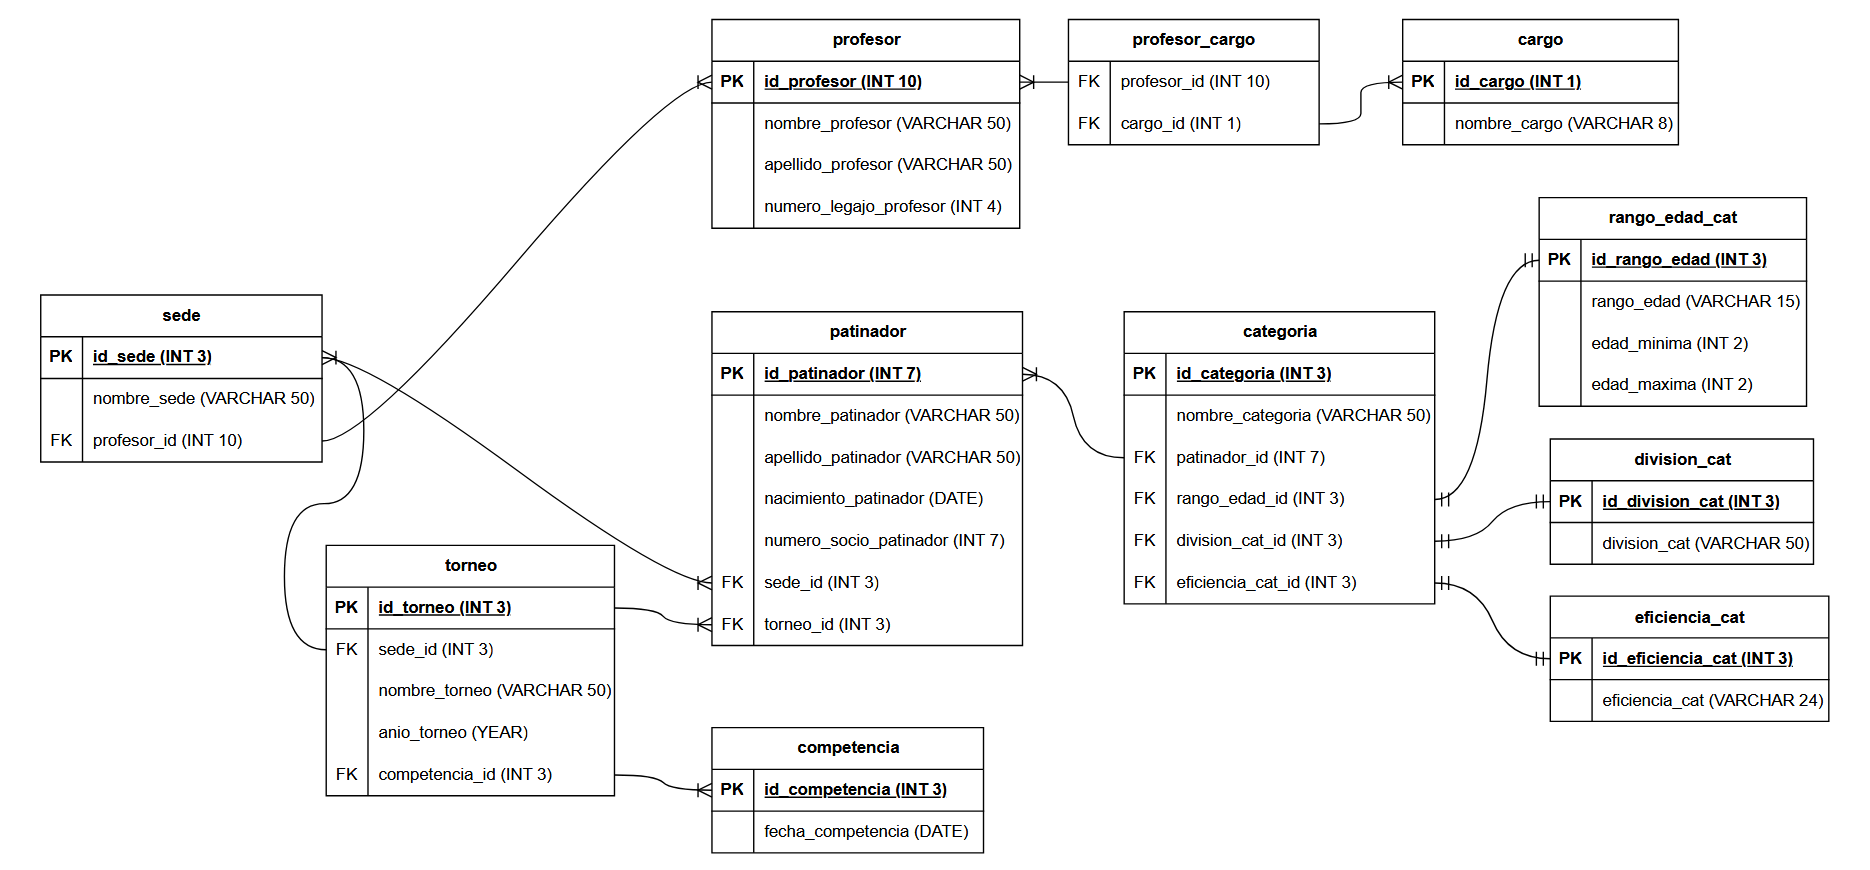 profesor
PK id_profesor (INT 10)
nombre_profesor (VARCHAR 50)
apellido_profesor (VARCHAR 50)
numero_legajo_profesor (INT 4)
profesor_cargo
FK profesor_id (INT 10)
FK cargo_id (INT 1)
cargo
PK id_cargo (INT 1)
nombre_cargo (VARCHAR 8)
rango_edad_cat
PK id_rango_edad (INT 3)
rango_edad (VARCHAR 15)
edad_minima (INT 2)
edad_maxima (INT 2)
sede
PK id_sede (INT 3)
nombre_sede (VARCHAR 50)
FK profesor_id (INT 10)
patinador
PK id_patinador (INT 7)
nombre_patinador (VARCHAR 50)
apellido_patinador (VARCHAR 50)
nacimiento_patinador (DATE)
numero_socio_patinador (INT 7)
FK sede_id (INT 3)
FK torneo_id (INT 3)
categoria
PK id_categoria (INT 3)
nombre_categoria (VARCHAR 50)
FK patinador_id (INT 7)
FK rango_edad_id (INT 3)
FK division_cat_id (INT 3)
FK eficiencia_cat_id (INT 3)
division_cat
PK id_division_cat (INT 3)
division_cat (VARCHAR 50)
torneo
PK id_torneo (INT 3)
FK sede_id (INT 3)
nombre_torneo (VARCHAR 50)
anio_torneo (YEAR)
FK competencia_id (INT 3)
eficiencia_cat
PK id_eficiencia_cat (INT 3)
eficiencia_cat (VARCHAR 24)
competencia
PK id_competencia (INT 3)
fecha_competencia (DATE)